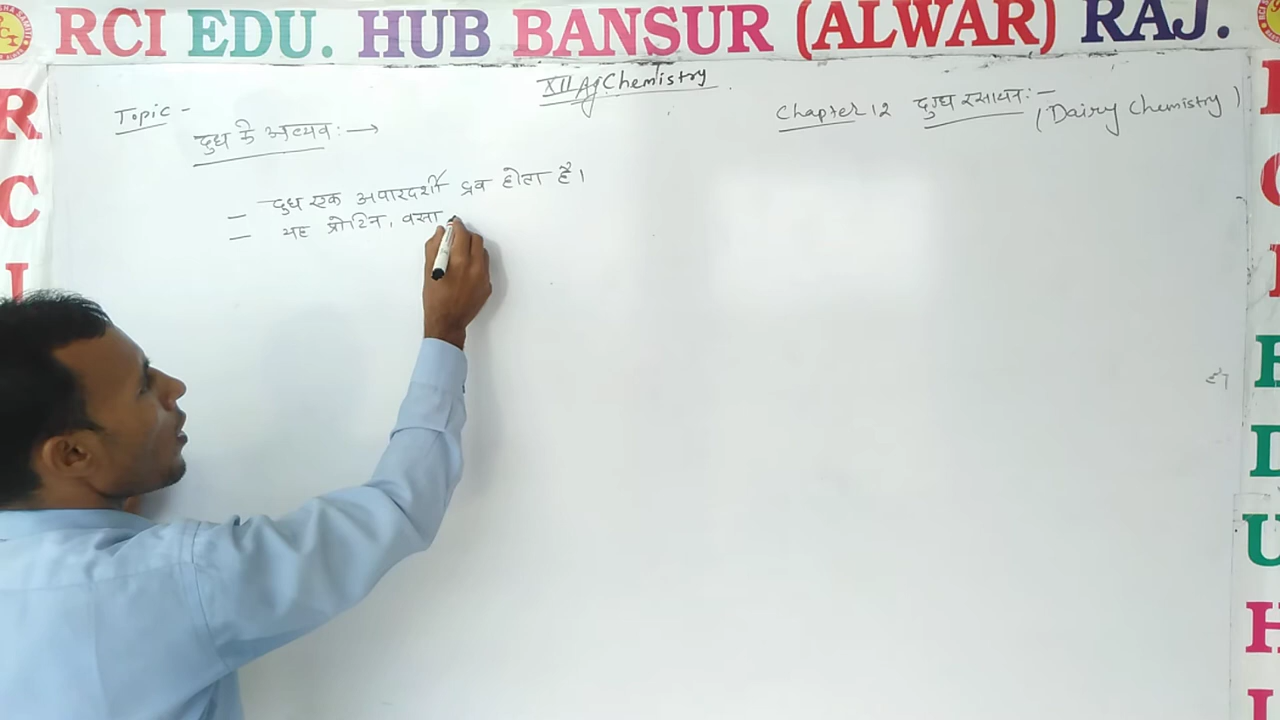 RCI EDU. HUB BANSUR (ALWAR) RAJ.
XII Ag Chemistry
Topic -
Chapter 12 दुग्ध रसायन :-
(Dairy Chemistry)
दुध के अवयव :→
- दुध एक अपारदर्शी द्रव होता है।
- यह प्रोटिन, वसा
R
C
I
R
C
I
E
D
U
H